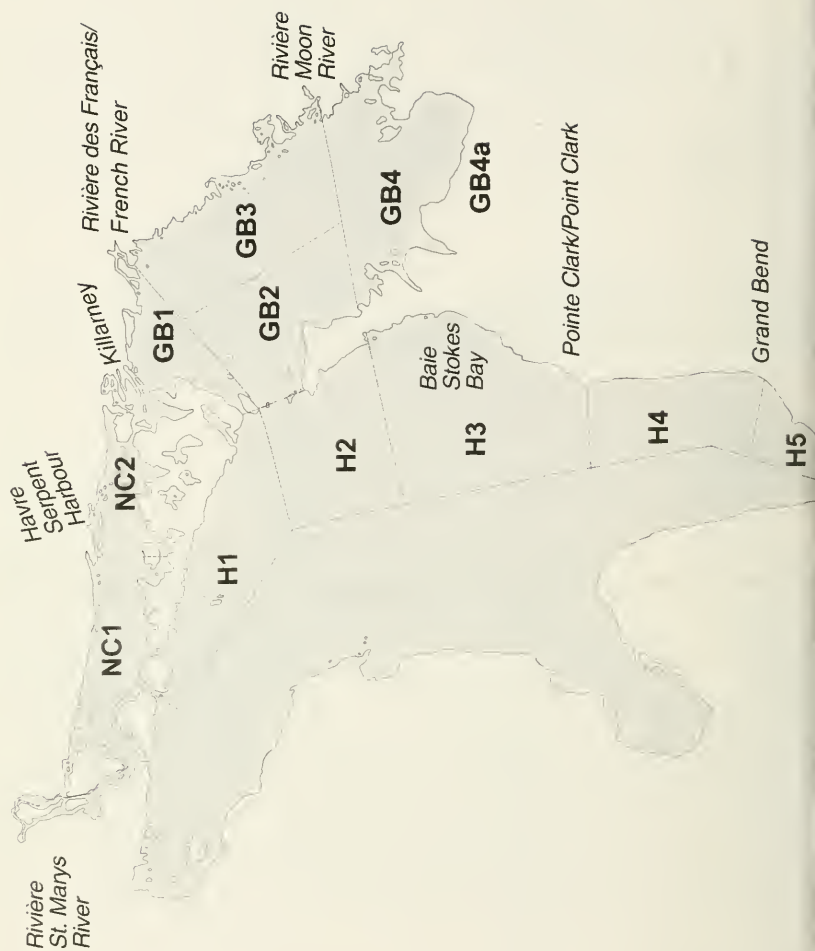 Rivière
St. Marys
River
Havre
Serpent
Harbour
Killarney
Rivière des Français/
French River
Rivière
Moon
River
NC1
NC2
GB1
GB2
GB3
GB4
GB4a
H1
H2
Baie
Stokes
Bay
H3
Pointe Clark/Point Clark
H4
Grand Bend
H5